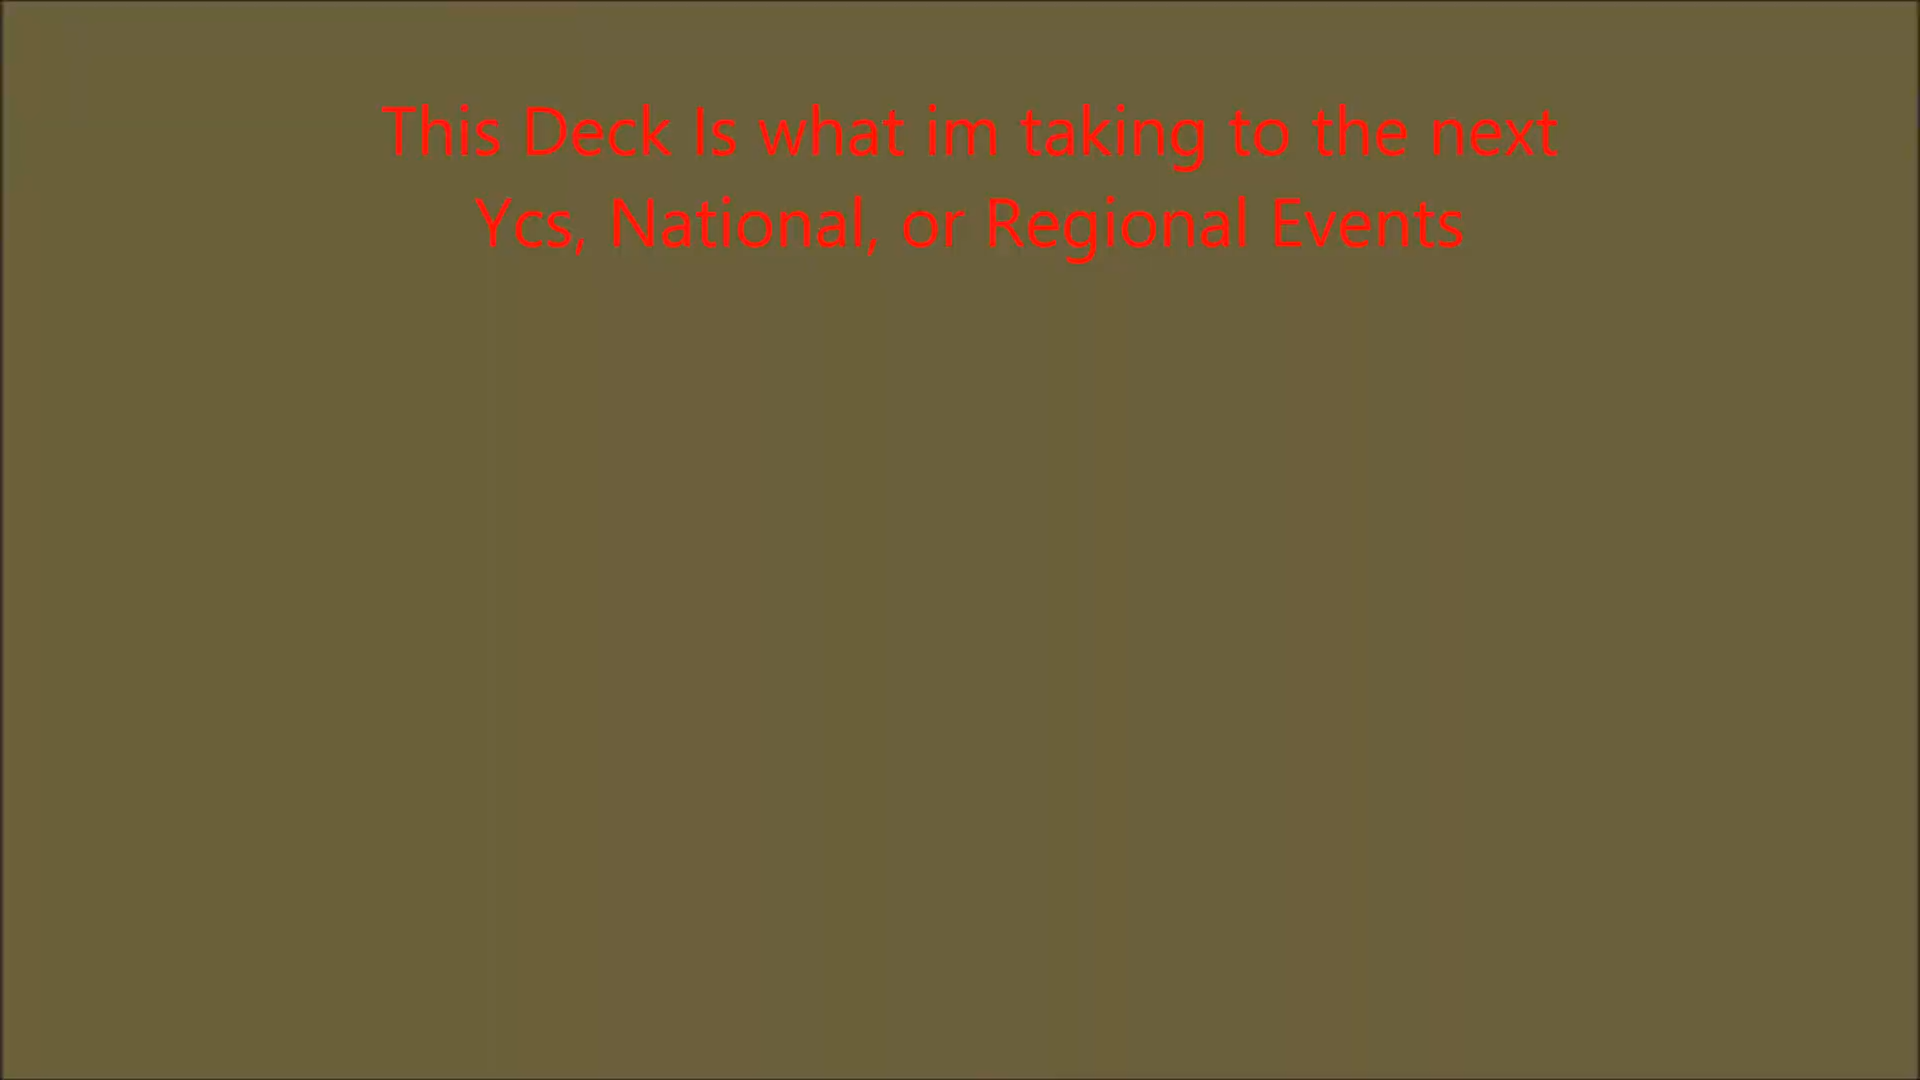 This Deck Is what im taking to the next
Ycs, National, or Regional Events